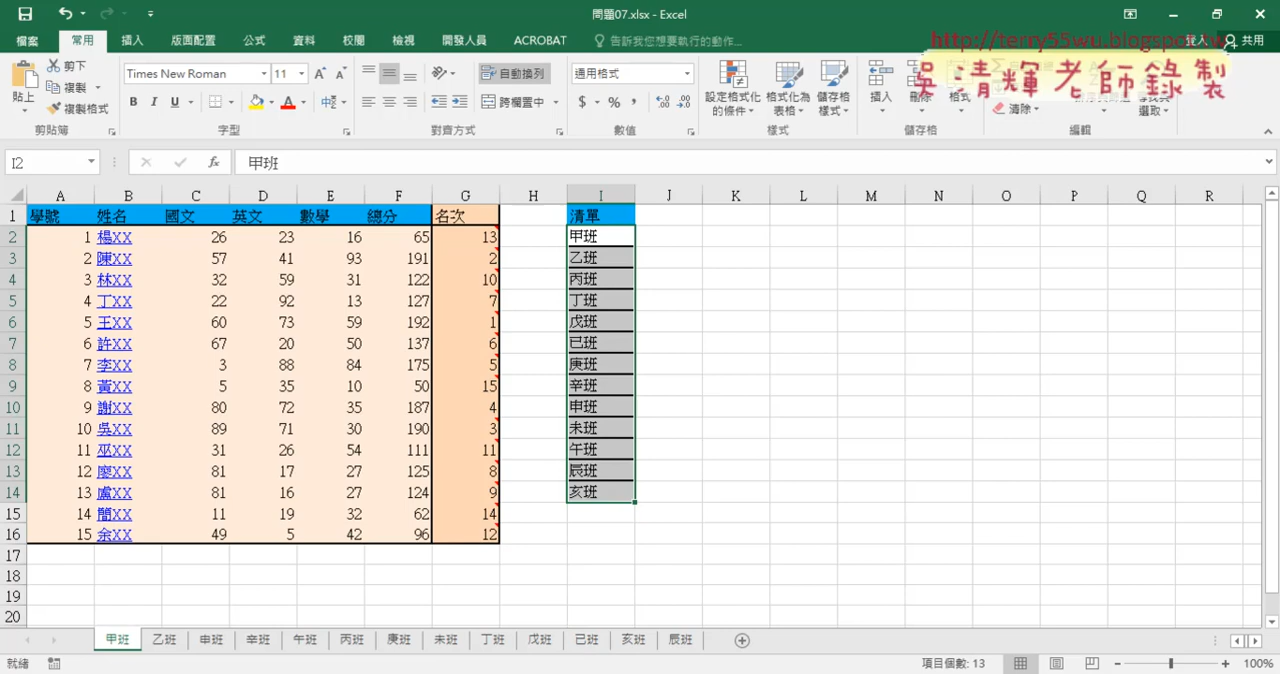 問題07.xlsx - Excel
檔案 常用 插入 版面配置 公式 資料 校閱 檢視 開發人員 ACROBAT 告訴我您想要執行的動作... 登入 共用
http://terry55wu.blogspot.tw
吳清輝老師錄製
貼上 剪下 複製 複製格式
Times New Roman 11 自動換列 通用格式
B I U 跨欄置中 $ % 設定格式化的條件 格式化為表格 儲存格樣式 插入 刪除 格式 清除 選取
剪貼簿 字型 對齊方式 數值 樣式 儲存格 編輯
I2 fx 甲班
A B C D E F G H I J K L M N O P Q R
1 學號 姓名 國文 英文 數學 總分 名次 清單
2 1 楊XX 26 23 16 65 13 甲班
3 2 陳XX 57 41 93 191 2 乙班
4 3 林XX 32 59 31 122 10 丙班
5 4 丁XX 22 92 13 127 7 丁班
6 5 王XX 60 73 59 192 1 戊班
7 6 許XX 67 20 50 137 6 已班
8 7 李XX 3 88 84 175 5 庚班
9 8 黃XX 5 35 10 50 15 辛班
10 9 謝XX 80 72 35 187 4 申班
11 10 吳XX 89 71 30 190 3 未班
12 11 巫XX 31 26 54 111 11 午班
13 12 廖XX 81 17 27 125 8 辰班
14 13 盧XX 81 16 27 124 9 亥班
15 14 簡XX 11 19 32 62 14
16 15 余XX 49 5 42 96 12
17
18
19
20
甲班 乙班 申班 辛班 午班 丙班 庚班 未班 丁班 戊班 已班 亥班 辰班
就緒 項目個數: 13 100%